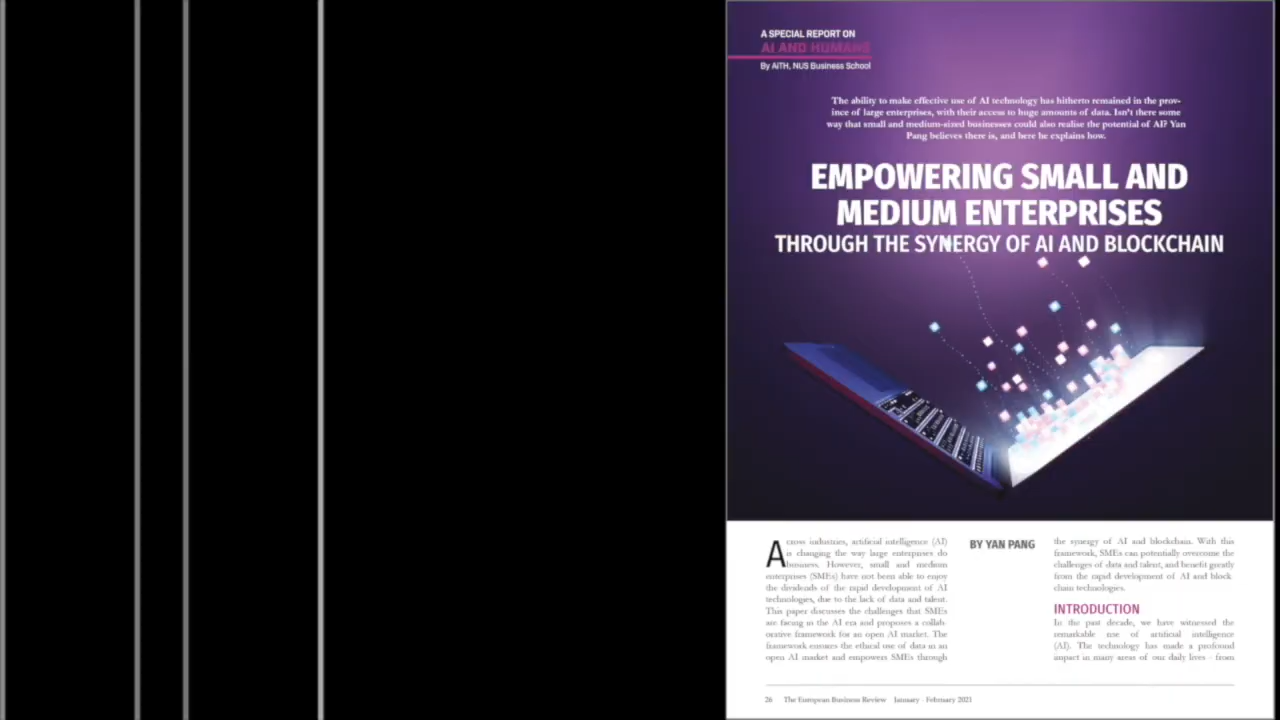 A SPECIAL REPORT ON
AI AND HUMANS
By AiTH, NUS Business School
The ability to make effective use of AI technology has hitherto remained in the prov-
ince of large enterprises, with their access to huge amounts of data. Isn't there some
way that small and medium-sized businesses could also realise the potential of AI? Yan
Pang believes there is, and here he explains how.
EMPOWERING SMALL AND
MEDIUM ENTERPRISES
THROUGH THE SYNERGY OF AI AND BLOCKCHAIN
Across industries, artificial intelligence (AI)
is changing the way large enterprises do
business. However, small and medium
enterprises (SMEs) have not been able to enjoy
the dividends of the rapid development of AI
technologies, due to the lack of data and talent.
This paper discusses the challenges that SMEs
are facing in the AI era and proposes a collab-
orative framework for an open AI market. The
framework ensures the ethical use of data in an
open AI market and empowers SMEs through
BY YAN PANG
the synergy of AI and blockchain. With this
framework, SMEs can potentially overcome the
challenges of data and talent, and benefit greatly
from the rapid development of AI and block-
chain technologies.
INTRODUCTION
In the past decade, we have witnessed the
remarkable rise of artificial intelligence
(AI). The technology has made a profound
impact in many areas of our daily lives - from
26 The European Business Review January - February 2021